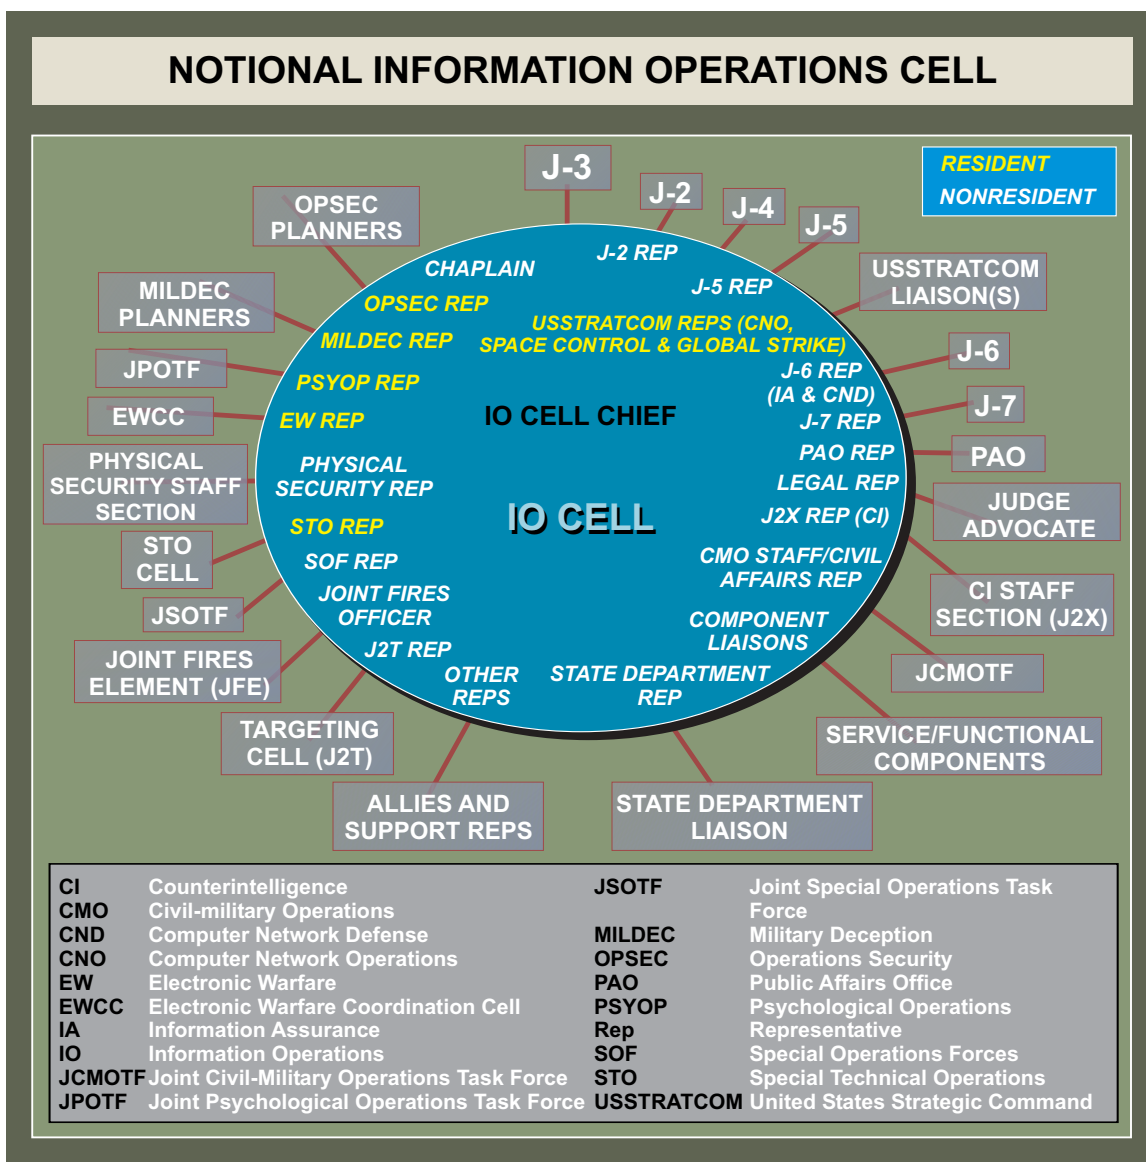 NOTIONAL INFORMATION OPERATIONS CELL
RESIDENT
NONRESIDENT
J-3
J-2
J-4
J-5
USSTRATCOM
LIAISON(S)
J-6
J-7
PAO
JUDGE
ADVOCATE
CI STAFF
SECTION (J2X)
JCMOTF
SERVICE/FUNCTIONAL
COMPONENTS
STATE DEPARTMENT
LIAISON
ALLIES AND
SUPPORT REPS
TARGETING
CELL (J2T)
JOINT FIRES
ELEMENT (JFE)
JSOTF
STO
CELL
PHYSICAL
SECURITY STAFF
SECTION
EWCC
JPOTF
MILDEC
PLANNERS
OPSEC
PLANNERS
CHAPLAIN
OPSEC REP
MILDEC REP
PSYOP REP
EW REP
PHYSICAL
SECURITY REP
STO REP
SOF REP
JOINT FIRES
OFFICER
J2T REP
OTHER
REPS
J-2 REP
J-5 REP
USSTRATCOM REPS (CNO,
SPACE CONTROL & GLOBAL STRIKE)
J-6 REP
(IA & CND)
J-7 REP
PAO REP
LEGAL REP
J2X REP (CI)
CMO STAFF/CIVIL
AFFAIRS REP
COMPONENT
LIAISONS
STATE DEPARTMENT
REP
IO CELL CHIEF
IO CELL
CI Counterintelligence
CMO Civil-military Operations
CND Computer Network Defense
CNO Computer Network Operations
EW Electronic Warfare
EWCC Electronic Warfare Coordination Cell
IA Information Assurance
IO Information Operations
JCMOTF Joint Civil-Military Operations Task Force
JPOTF Joint Psychological Operations Task Force
JSOTF Joint Special Operations Task
Force
MILDEC Military Deception
OPSEC Operations Security
PAO Public Affairs Office
PSYOP Psychological Operations
Rep Representative
SOF Special Operations Forces
STO Special Technical Operations
USSTRATCOM United States Strategic Command